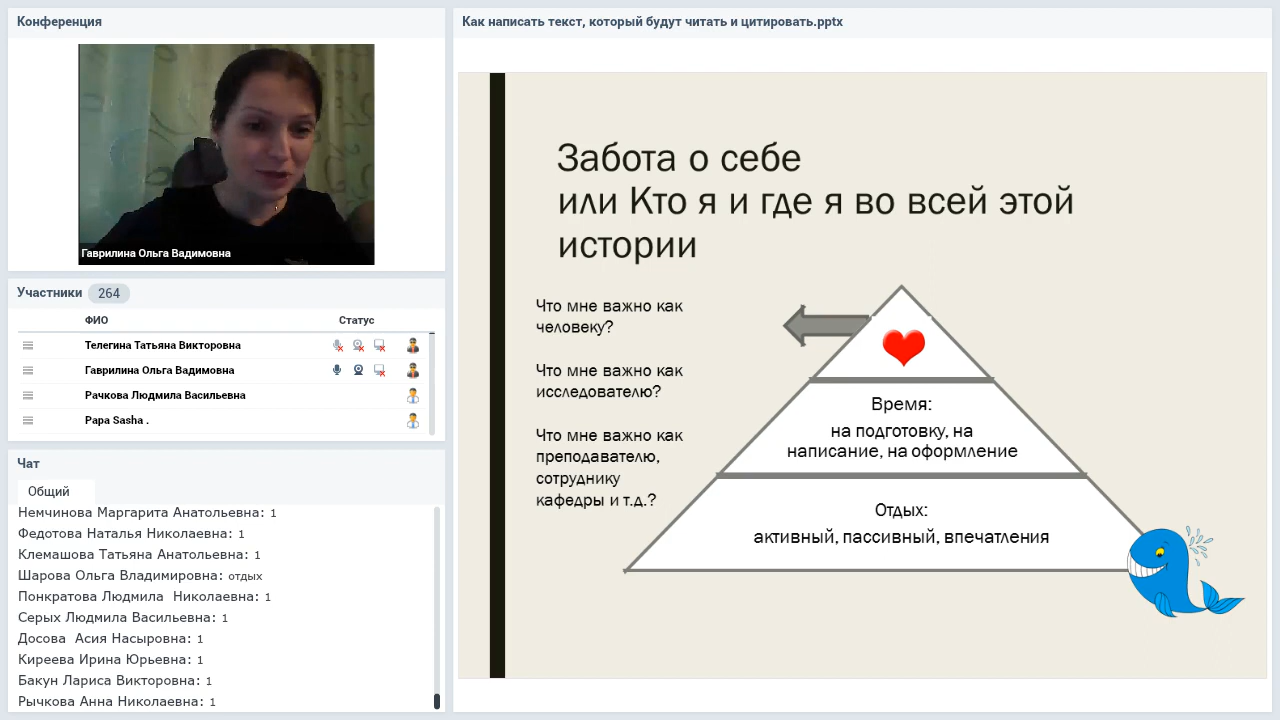 Конференция
Гаврилина Ольга Вадимовна
Участники 264
ФИО Статус
Телегина Татьяна Викторовна
Гаврилина Ольга Вадимовна
Рачкова Людмила Васильевна
Papa Sasha .
Чат
Общий
Немчинова Маргарита Анатольевна: 1
Федотова Наталья Николаевна: 1
Клемашова Татьяна Анатольевна: 1
Шарова Ольга Владимировна: отдых
Понкратова Людмила Николаевна: 1
Серых Людмила Васильевна: 1
Досова Асия Насыровна: 1
Киреева Ирина Юрьевна: 1
Бакун Лариса Викторовна: 1
Рычкова Анна Николаевна: 1
Как написать текст, который будут читать и цитировать.pptx
Забота о себе
или Кто я и где я во всей этой
истории
Что мне важно как
человеку?
Что мне важно как
исследователю?
Что мне важно как
преподавателю,
сотруднику
кафедры и т.д.?
Время:
на подготовку, на
написание, на оформление
Отдых:
активный, пассивный, впечатления